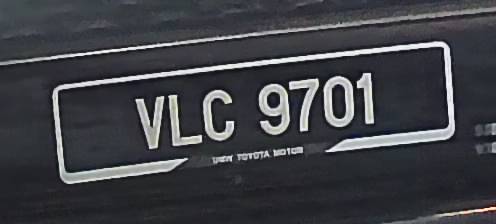 VLC 9701
UMW TOYOTA MOTOR